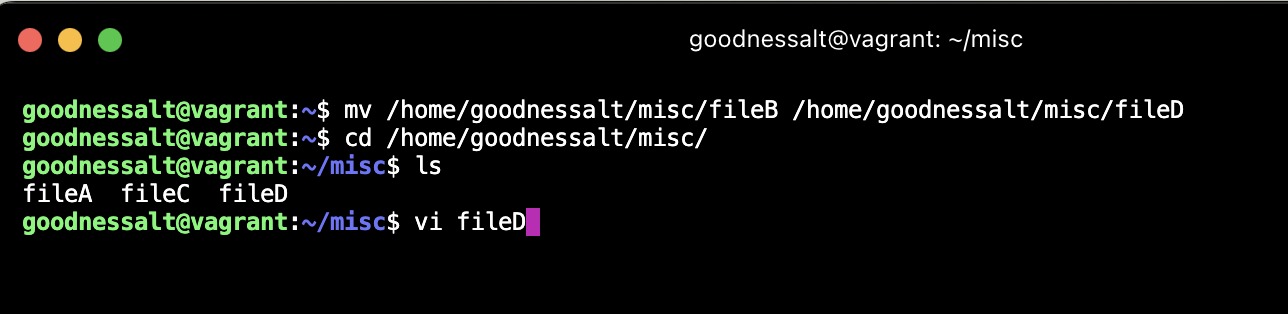 goodnessalt@vagrant: ~/misc
goodnessalt@vagrant:~$ mv /home/goodnessalt/misc/fileB /home/goodnessalt/misc/fileD
goodnessalt@vagrant:~$ cd /home/goodnessalt/misc/
goodnessalt@vagrant:~/misc$ ls
fileA  fileC  fileD
goodnessalt@vagrant:~/misc$ vi fileD